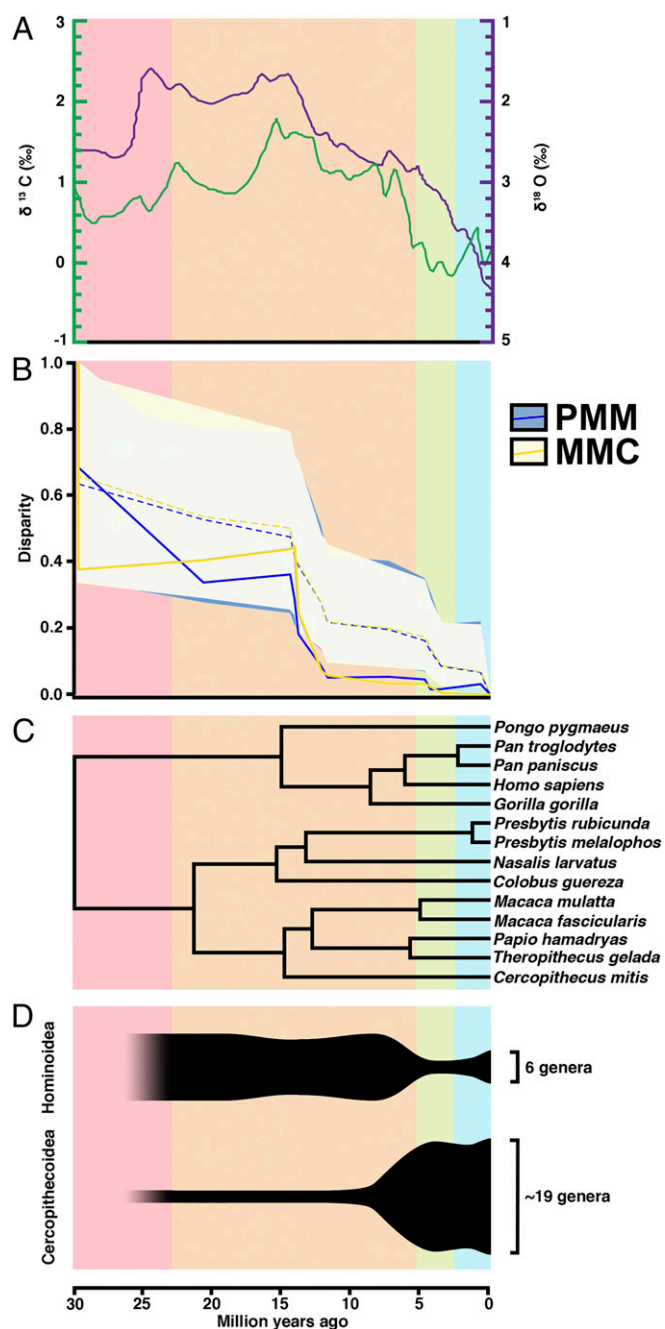 A
3
2
1
0
-1
δ 13 C (‰)
1
2
3
4
5
δ18 O (‰)
B
1.0
0.8
0.6
0.4
0.2
0.0
Disparity
PMM
MMC
C
Pongo pygmaeus
Pan troglodytes
Pan paniscus
Homo sapiens
Gorilla gorilla
Presbytis rubicunda
Presbytis melalophos
Nasalis larvatus
Colobus guereza
Macaca mulatta
Macaca fascicularis
Papio hamadryas
Theropithecus gelada
Cercopithecus mitis
D
Hominoidea
6 genera
Cercopithecoidea
~19 genera
30 25 20 15 10 5 0
Million years ago